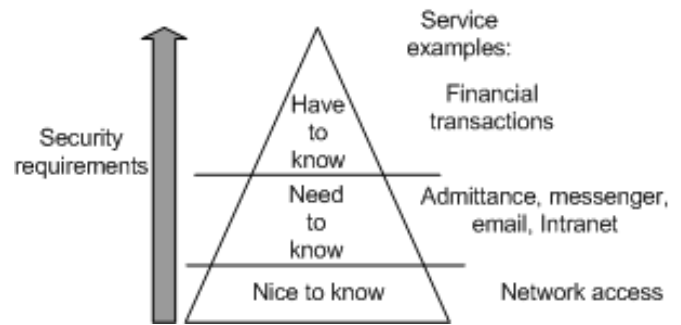 Service
examples:
Financial
transactions
Have
to
know
Security
requirements
Need
to
know
Admittance, messenger,
email, Intranet
Nice to know
Network access